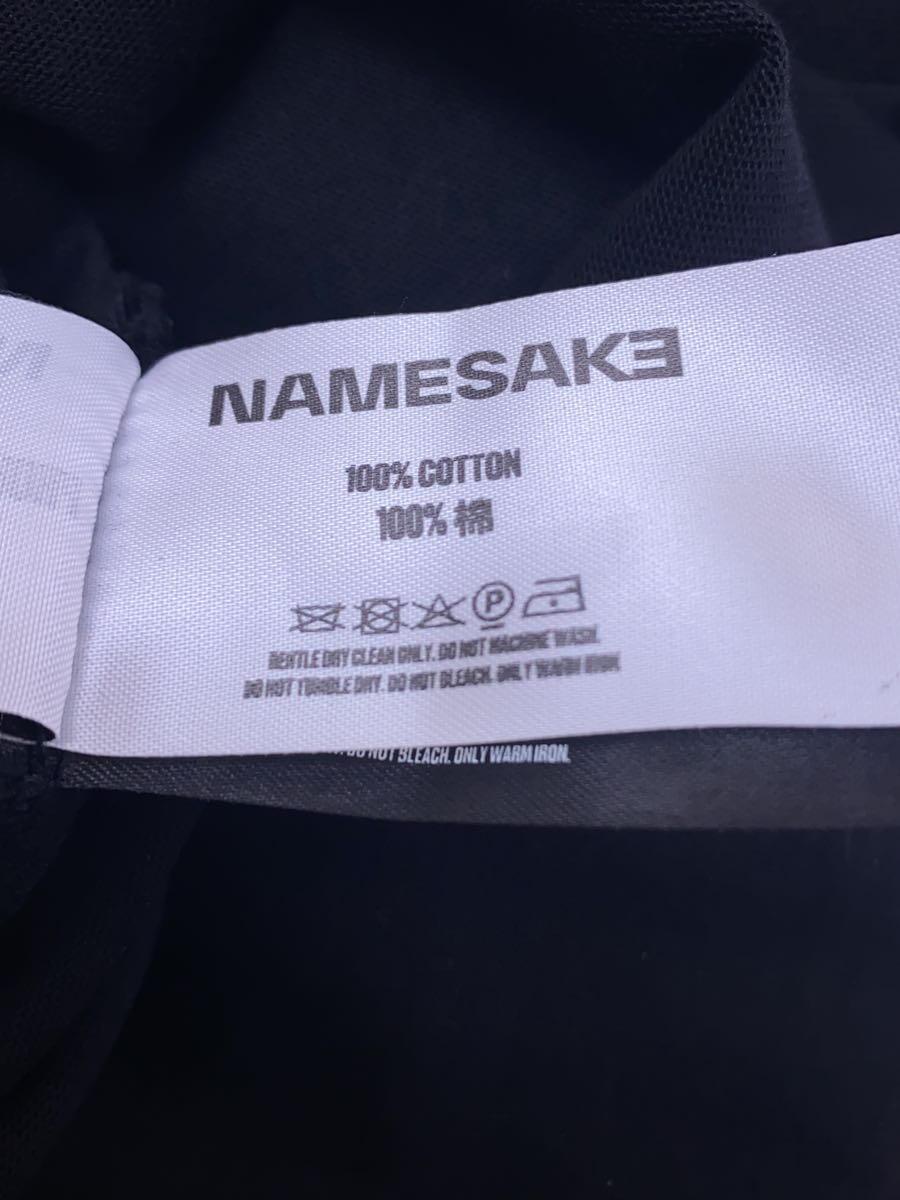 NAMESAKE
100% COTTON
100% 棉
P
GENTLE DRY CLEAN ONLY. DO NOT MACHINE WASH.
DO NOT TUMBLE DRY. DO NOT BLEACH. ONLY WARM IRON.
DO NOT BLEACH. ONLY WARM IRON.